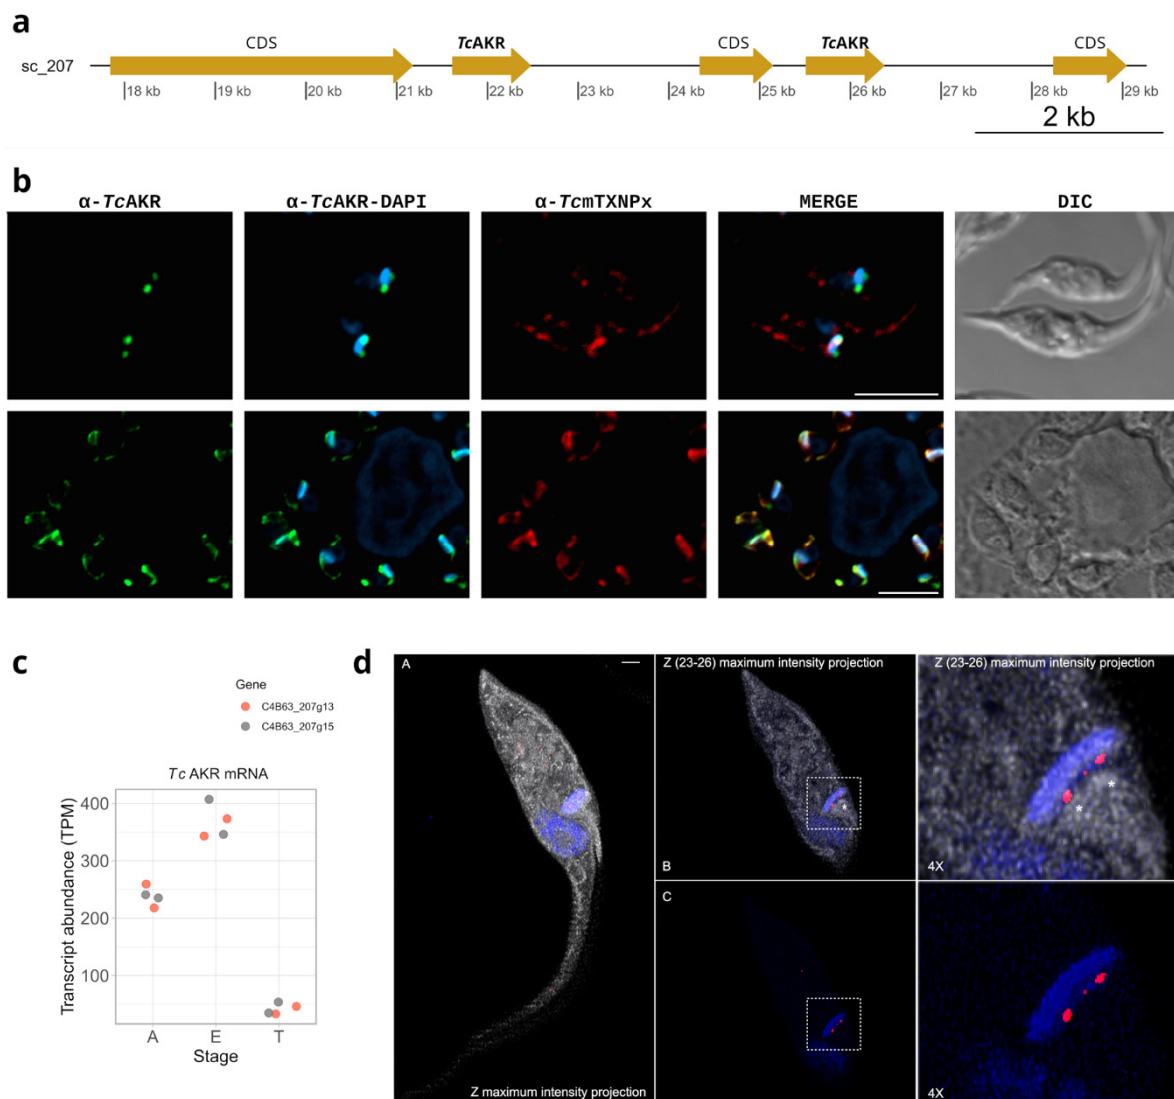 a
CDS TcAKR CDS TcAKR CDS
sc_207
18 kb 19 kb 20 kb 21 kb 22 kb 23 kb 24 kb 25 kb 26 kb 27 kb 28 kb 29 kb
2 kb
b
α-TcAKR α-TcAKR-DAPI α-TcmTXNPx MERGE DIC
c
Gene
C4B63_207g13
C4B63_207g15
Tc AKR mRNA
Transcript abundance (TPM)
400
300
200
100
A E T
Stage
d
A
Z maximum intensity projection
Z (23-26) maximum intensity projection
*
B
Z (23-26) maximum intensity projection
* *
4X
C
4X